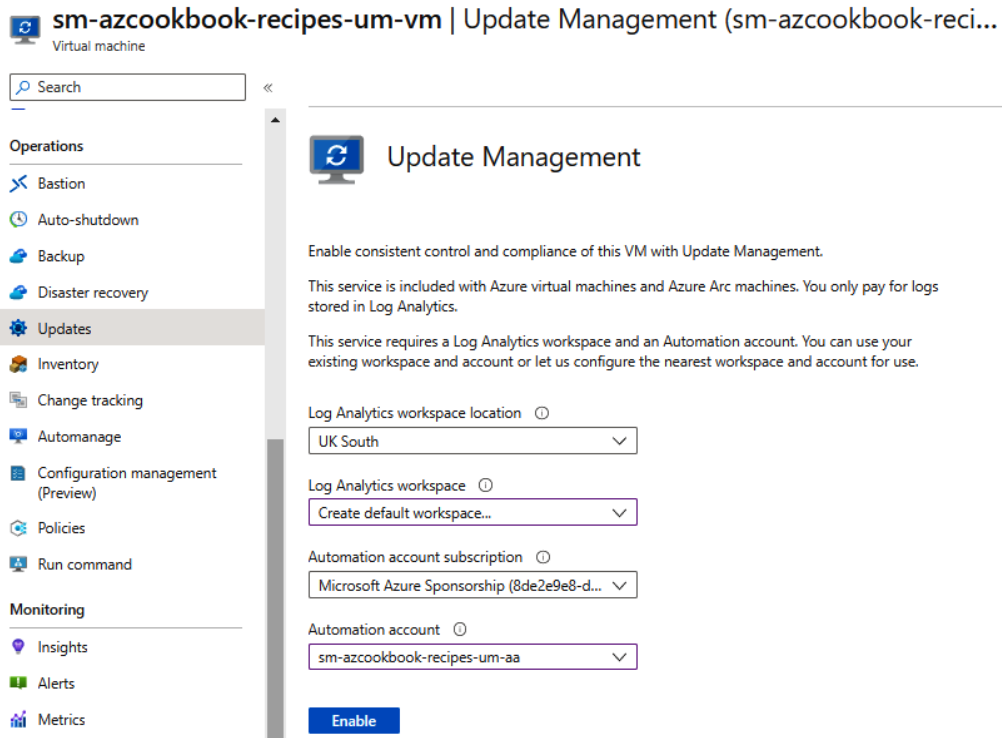 sm-azcookbook-recipes-um-vm | Update Management (sm-azcookbook-reci...
Virtual machine
Search
«
Operations
Bastion
Auto-shutdown
Backup
Disaster recovery
Updates
Inventory
Change tracking
Automanage
Configuration management
(Preview)
Policies
Run command
Monitoring
Insights
Alerts
Metrics
Update Management
Enable consistent control and compliance of this VM with Update Management.
This service is included with Azure virtual machines and Azure Arc machines. You only pay for logs
stored in Log Analytics.
This service requires a Log Analytics workspace and an Automation account. You can use your
existing workspace and account or let us configure the nearest workspace and account for use.
Log Analytics workspace location
UK South
Log Analytics workspace
Create default workspace...
Automation account subscription
Microsoft Azure Sponsorship (8de2e9e8-d...
Automation account
sm-azcookbook-recipes-um-aa
Enable